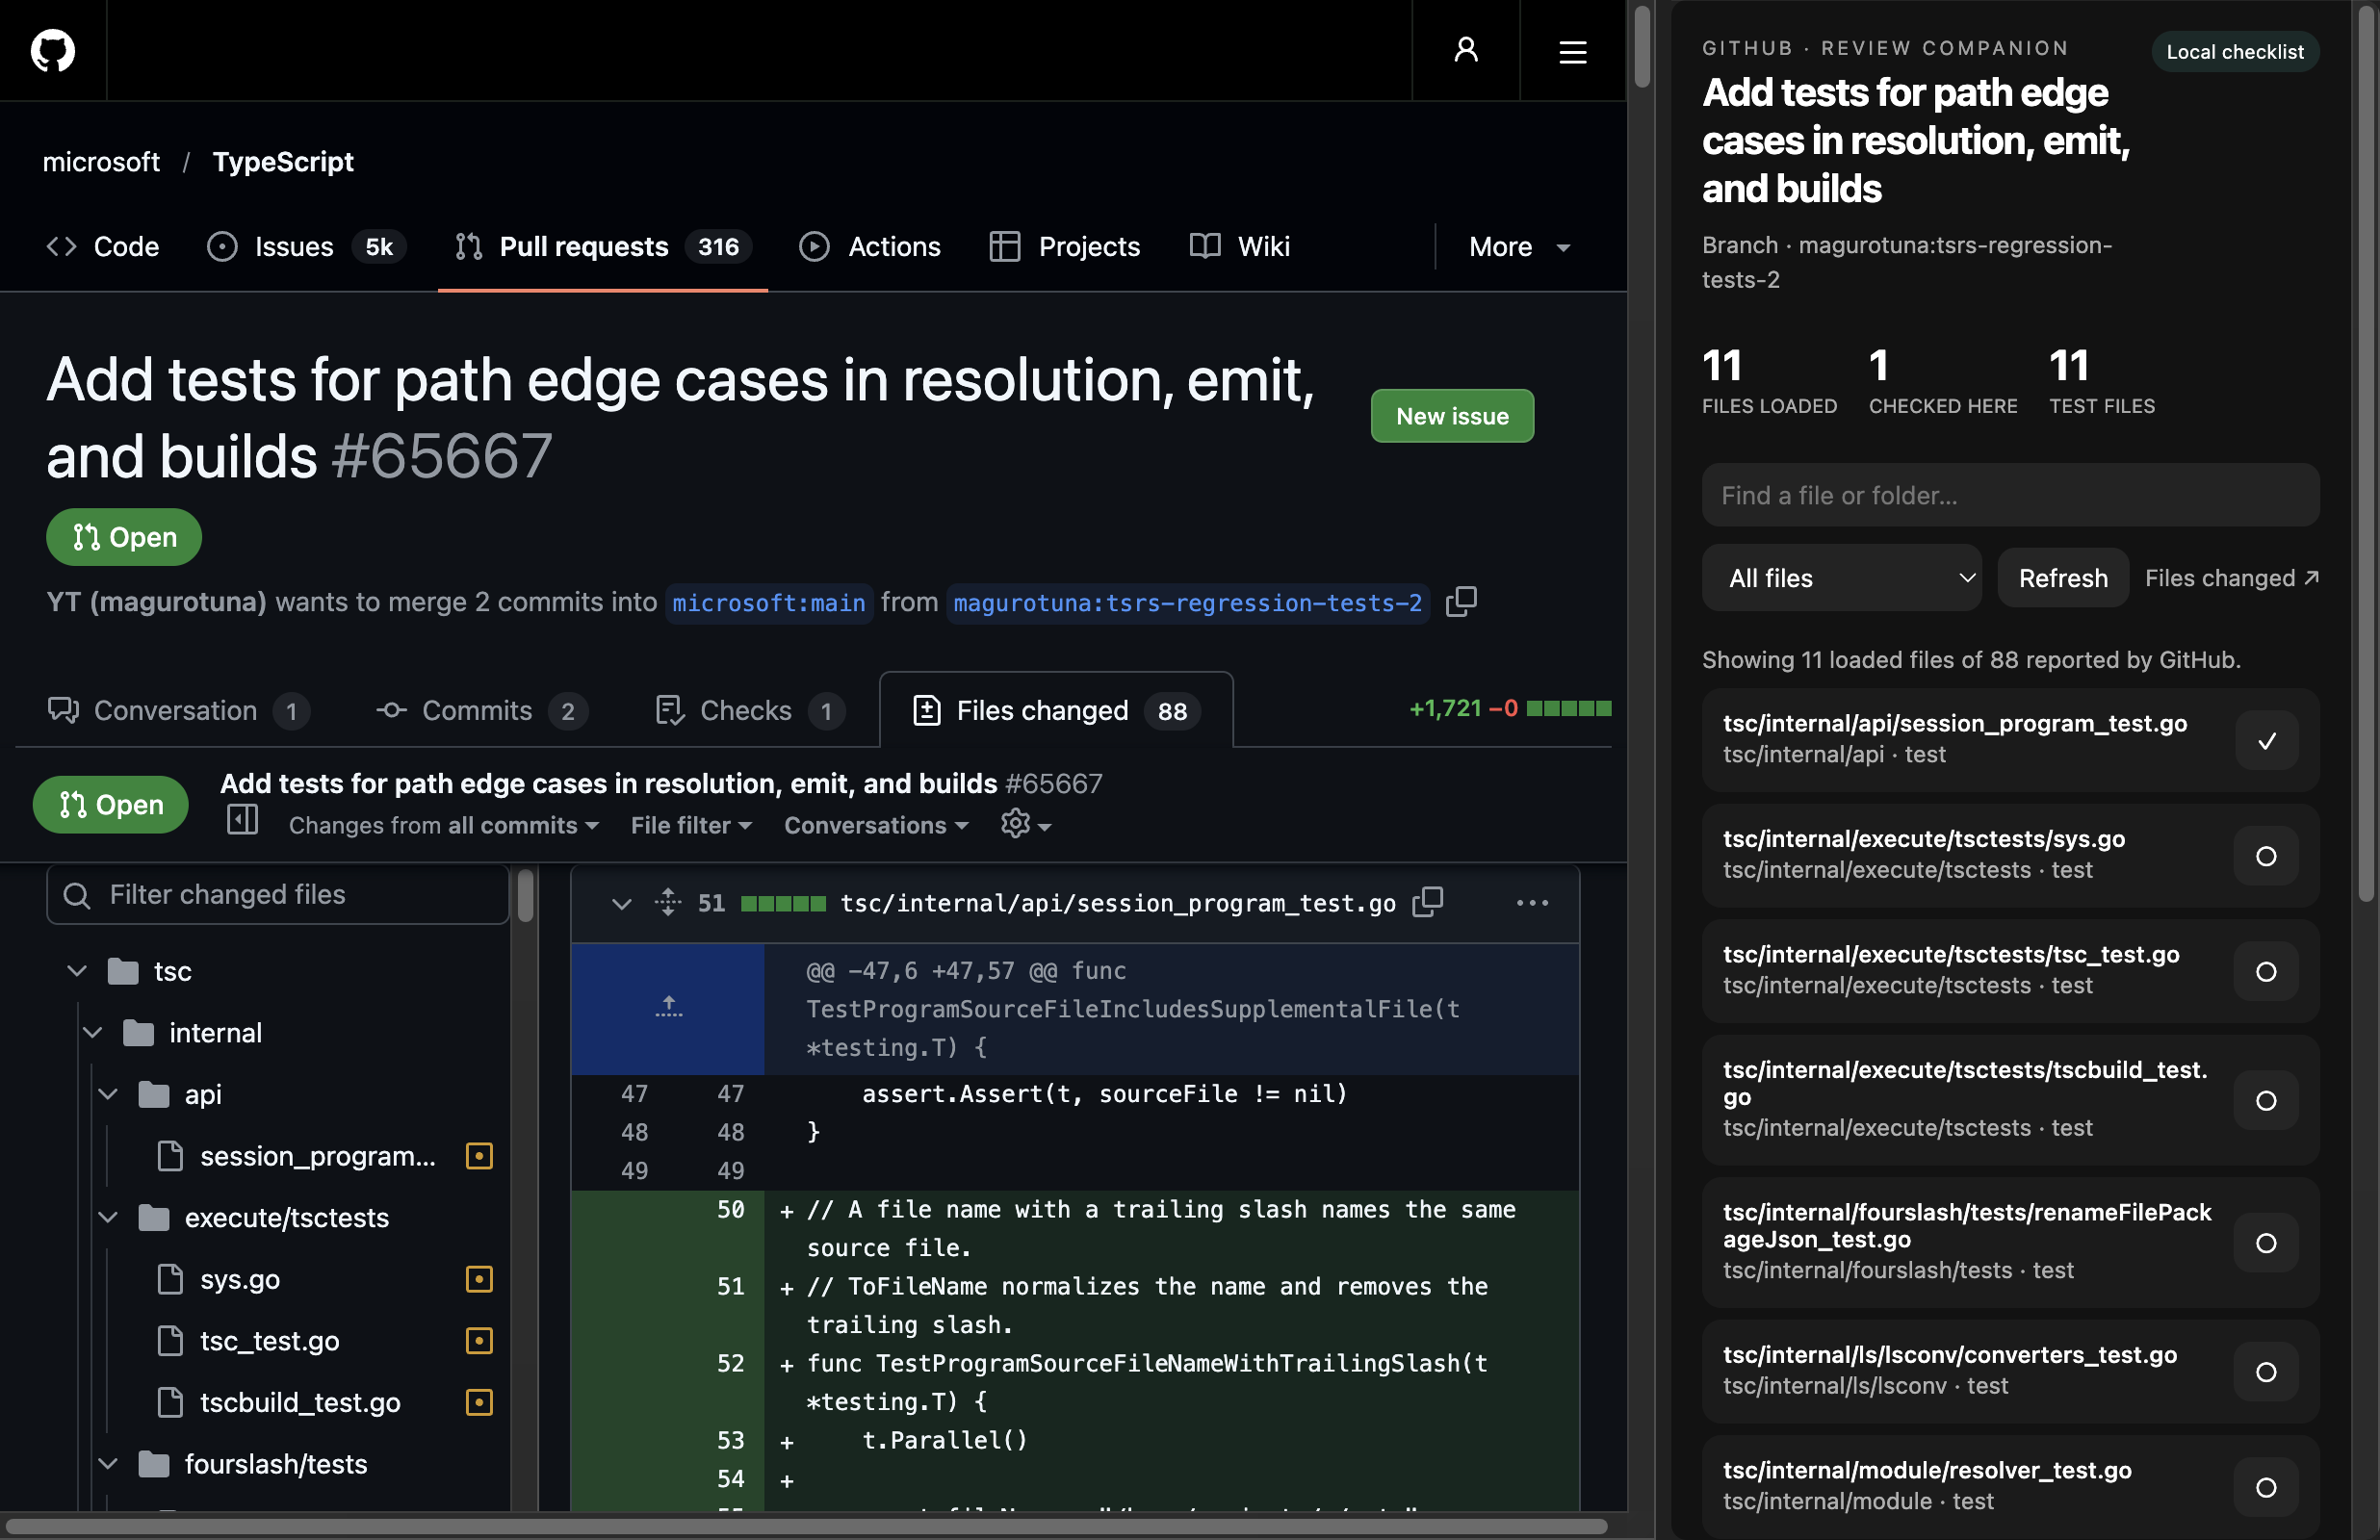 microsoft / TypeScript
Code
Issues 5k
Pull requests 316
Actions
Projects
Wiki
More
Add tests for path edge cases in resolution, emit,
and builds #65667
New issue
Open
YT (magurotuna) wants to merge 2 commits into microsoft:main from magurotuna:tsrs-regression-tests-2
Conversation 1
Commits 2
Checks 1
Files changed 88
+1,721 −0
Open
Add tests for path edge cases in resolution, emit, and builds #65667
Changes from all commits
File filter
Conversations
Filter changed files
tsc
internal
api
session_program...
execute/tsctests
sys.go
tsc_test.go
tscbuild_test.go
fourslash/tests
51 tsc/internal/api/session_program_test.go
@@ -47,6 +47,57 @@ func
TestProgramSourceFileIncludesSupplementalFile(t
*testing.T) {
47 47 assert.Assert(t, sourceFile != nil)
48 48 }
49 49
50 + // A file name with a trailing slash names the same
source file.
51 + // ToFileName normalizes the name and removes the
trailing slash.
52 + func TestProgramSourceFileNameWithTrailingSlash(t
*testing.T) {
53 + t.Parallel()
54 +
GITHUB · REVIEW COMPANION
Local checklist
Add tests for path edge
cases in resolution, emit,
and builds
Branch · magurotuna:tsrs-regression-
tests-2
11 FILES LOADED
1 CHECKED HERE
11 TEST FILES
Find a file or folder...
All files
Refresh
Files changed ↗
Showing 11 loaded files of 88 reported by GitHub.
tsc/internal/api/session_program_test.go
tsc/internal/api · test
tsc/internal/execute/tsctests/sys.go
tsc/internal/execute/tsctests · test
tsc/internal/execute/tsctests/tsc_test.go
tsc/internal/execute/tsctests · test
tsc/internal/execute/tsctests/tscbuild_test.
go
tsc/internal/execute/tsctests · test
tsc/internal/fourslash/tests/renameFilePack
ageJson_test.go
tsc/internal/fourslash/tests · test
tsc/internal/ls/lsconv/converters_test.go
tsc/internal/ls/lsconv · test
tsc/internal/module/resolver_test.go
tsc/internal/module · test